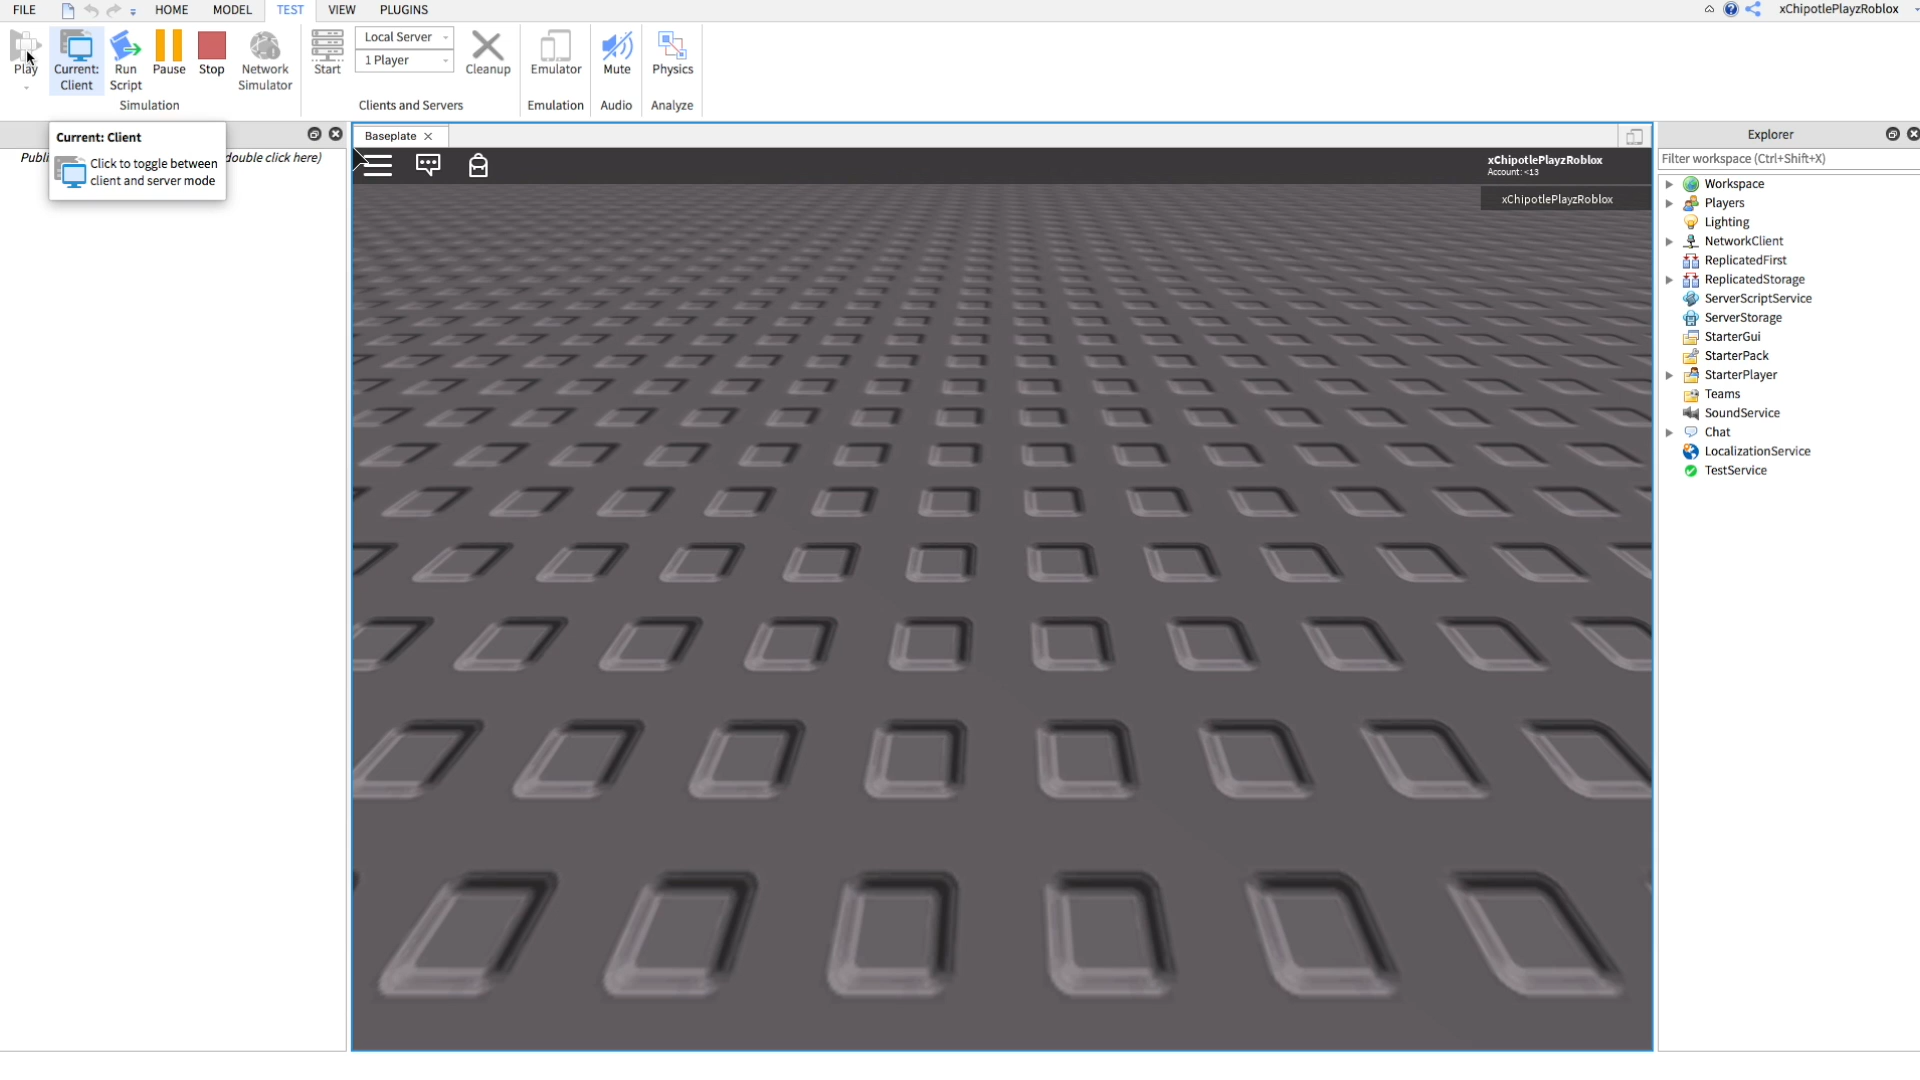 FILE
HOME
MODEL
TEST
VIEW
PLUGINS
xChipotlePlayzRoblox
Play
Current:
Client
Run
Script
Pause
Stop
Network
Simulator
Simulation
Start
Local Server
1 Player
Cleanup
Clients and Servers
Emulator
Emulation
Mute
Audio
Physics
Analyze
Current: Client
Click to toggle between
client and server mode
Publi
double click here)
Baseplate
xChipotlePlayzRoblox
Account: <13
xChipotlePlayzRoblox
Explorer
Filter workspace (Ctrl+Shift+X)
Workspace
Players
Lighting
NetworkClient
ReplicatedFirst
ReplicatedStorage
ServerScriptService
ServerStorage
StarterGui
StarterPack
StarterPlayer
Teams
SoundService
Chat
LocalizationService
TestService